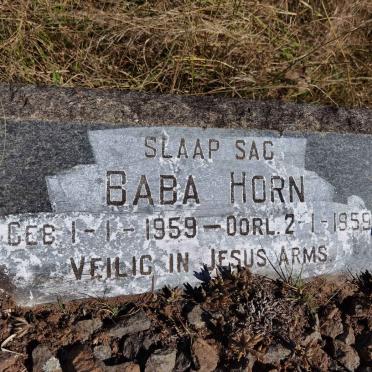 SLAAP SAG
BABA HORN
GEB 1-1-1959 — OORL. 2-1-1959
VEILIG IN JESUS ARMS